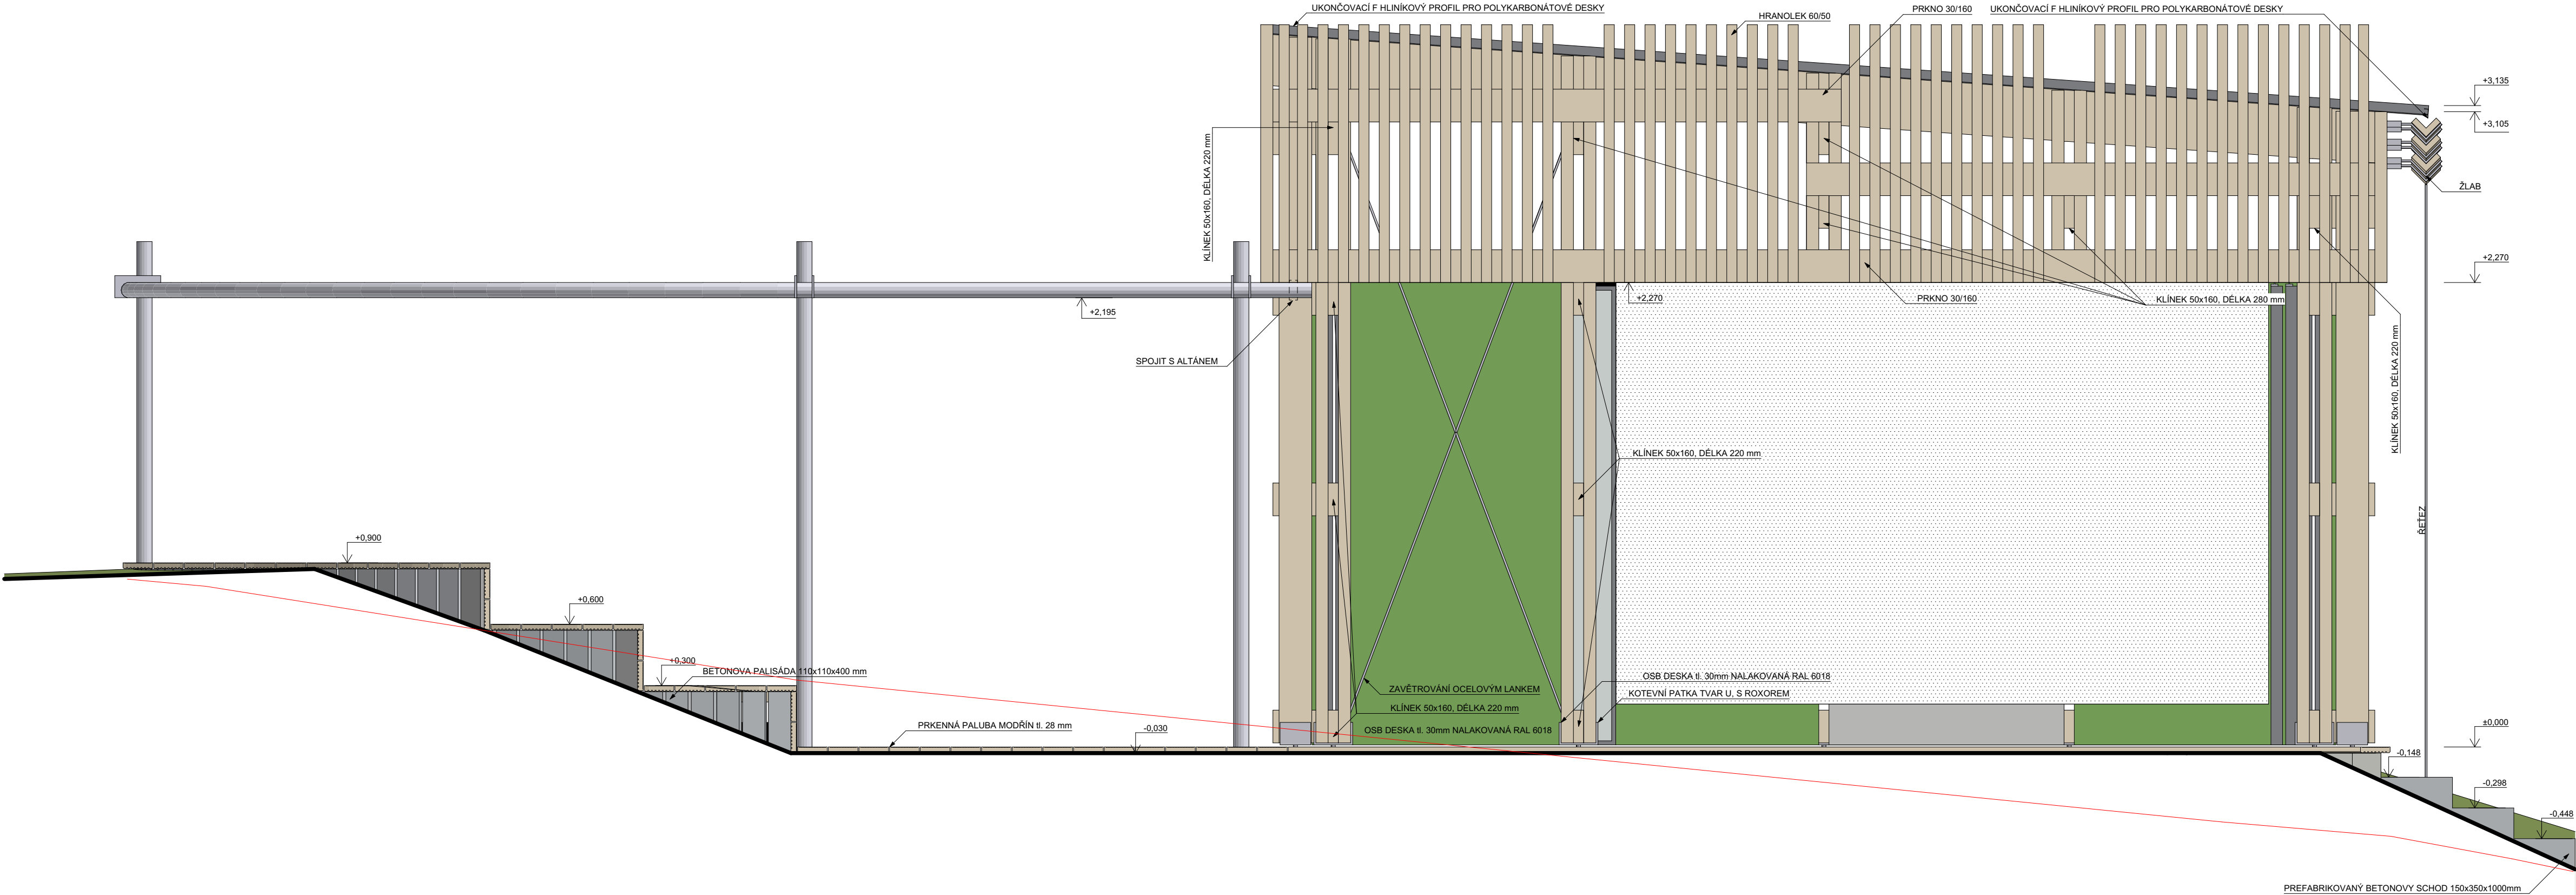 UKONČOVACÍ F HLINÍKOVÝ PROFIL PRO POLYKARBONÁTOVÉ DESKY
HRANOLEK 60/50
PRKNO 30/160
UKONČOVACÍ F HLINÍKOVÝ PROFIL PRO POLYKARBONÁTOVÉ DESKY
+3,135
+3,105
KLÍNEK 50x160, DÉLKA 220 mm
ŽLAB
+2,270
+2,195
+2,270
PRKNO 30/160
KLÍNEK 50x160, DÉLKA 280 mm
SPOJIT S ALTÁNEM
KLÍNEK 50x160, DÉLKA 220 mm
KLÍNEK 50x160, DÉLKA 220 mm
ŘETĚZ
+0,900
+0,600
+0,300
BETONOVA PALISÁDA 110x110x400 mm
OSB DESKA tl. 30mm NALAKOVANÁ RAL 6018
ZAVĚTROVÁNÍ OCELOVÝM LANKEM
KOTEVNÍ PATKA TVAR U, S ROXOREM
KLÍNEK 50x160, DÉLKA 220 mm
PRKENNÁ PALUBA MODŘÍN tl. 28 mm
-0,030
OSB DESKA tl. 30mm NALAKOVANÁ RAL 6018
±0,000
-0,148
-0,298
-0,448
PREFABRIKOVANÝ BETONOVY SCHOD 150x350x1000mm